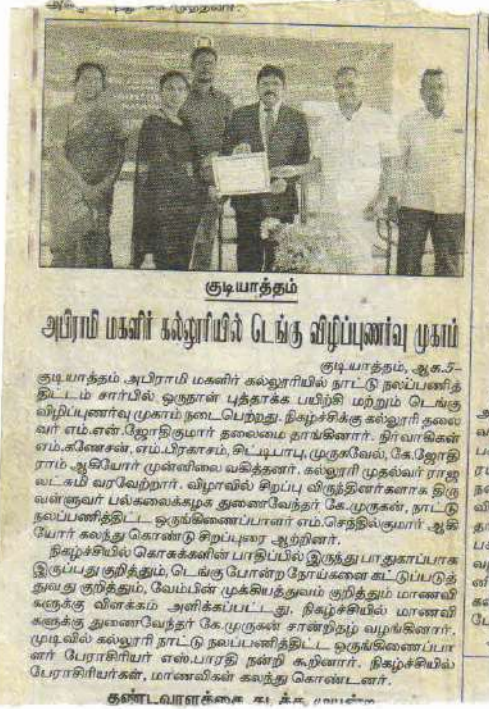 குடியாத்தம்
அபிராமி மகளிர் கல்லூரியில் டெங்கு விழிப்புணர்வு முகாம்
குடியாத்தம், ஆக.5-
குடியாத்தம் அபிராமி மகளிர் கல்லூரியில் நாட்டு நலப்பணித்
திட்டம் சார்பில், ஒருநாள் புத்தாக்க பயிற்கி மற்றும் டெங்கு
விழிப்புணர்வு முகாம் நடைபெற்றது. நிகழ்ச்சிக்கு கல்லூரி தலை
வர் எம்.என்.ஜோதிகுமார் தலைமை தாங்கினார். நிர்வாகிகள்
எம்.கணேசன், எம்.பிரகாசம், சிட்டிபாபு, முருகவேல், கே.ஜோதி
ராம் ஆகியோர் முன்னிலை வகித்தனர். கல்லூரி முதல்வர் ராஜ
லட்சுமி வரவேற்றார். விழாவில் சிறப்பு விருந்தினர்களாக திரு
வள்ளுவர் பல்கலைக்கழக துணைவேந்தர் கே.முருகன், நாட்டு
நலப்பணித்திட்ட ஒருங்கிணைப்பாளர் எம்.செந்தில்குமார் ஆகி
யோர் கலந்து கொண்டு சிறப்புரை ஆற்றினர்.
நிகழ்ச்சியில் கொசுக்களின் பாதிப்பில் இருந்து பாதுகாப்பாக
இருப்பது குறித்தும், டெங்கு போன்ற நோய்களை கட்டுப்படுத்
துவது குறித்தும், வேம்பின் முக்கியத்துவம் குறித்தும் மாணவி
களுக்கு விளக்கம் அளிக்கப்பட்டது. நிகழ்ச்சியில் மாணவி
களுக்கு துணைவேந்தர் கே.முருகன் சான்றிதழ் வழங்கினார்.
முடிவில் கல்லூரி நாட்டு நலப்பணித்திட்ட ஒருங்கிணைப்பா
ளர் பேராசிரியர் எஸ்.பாரதி நன்றி கூறினார். நிகழ்ச்சியில்
பேராசிரியர்கள், மாணவிகள் கலந்து கொண்டனர்.